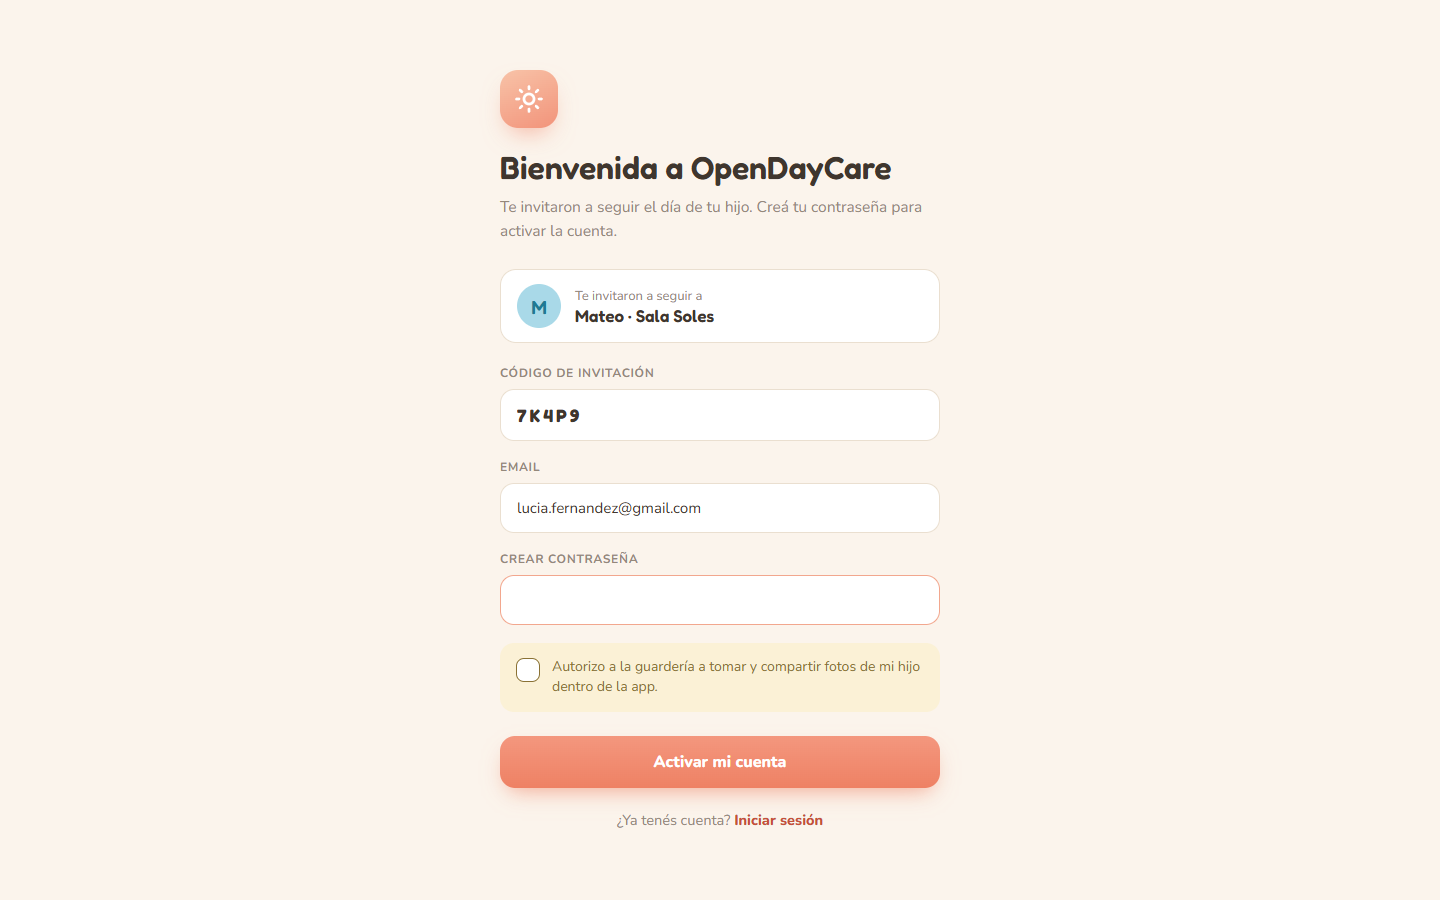 Bienvenida a OpenDayCare
Te invitaron a seguir el día de tu hijo. Creá tu contraseña para
activar la cuenta.
M
Te invitaron a seguir a
Mateo · Sala Soles
CÓDIGO DE INVITACIÓN
7K4P9
EMAIL
lucia.fernandez@gmail.com
CREAR CONTRASEÑA
Autorizo a la guardería a tomar y compartir fotos de mi hijo
dentro de la app.
Activar mi cuenta
¿Ya tenés cuenta? Iniciar sesión